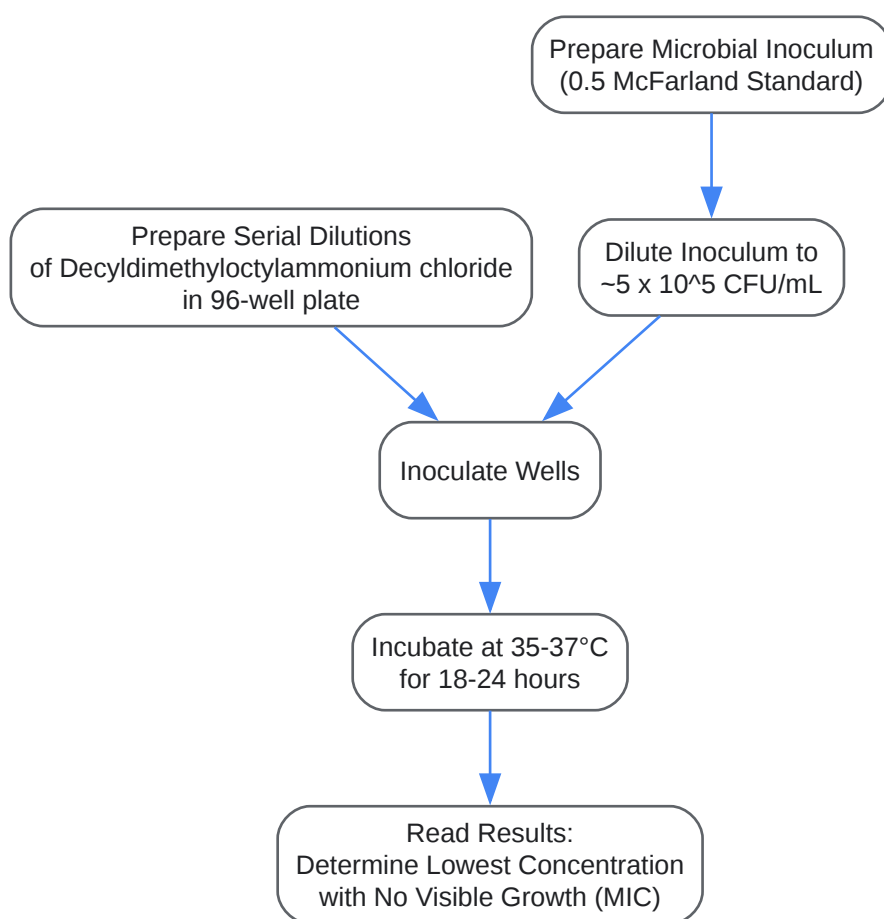 Prepare Microbial Inoculum
(0.5 McFarland Standard)
Prepare Serial Dilutions
of Decyldimethyloctylammonium chloride
in 96-well plate
Dilute Inoculum to
~5 x 10^5 CFU/mL
Inoculate Wells
Incubate at 35-37°C
for 18-24 hours
Read Results:
Determine Lowest Concentration
with No Visible Growth (MIC)